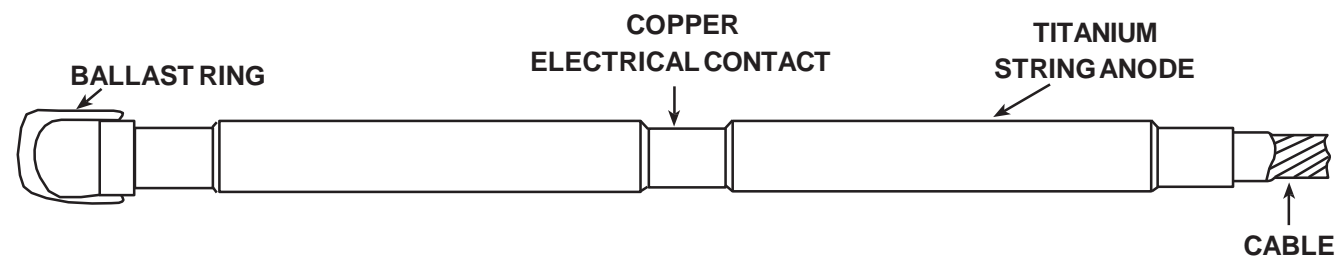 COPPER
ELECTRICAL CONTACT
TITANIUM
STRING ANODE
BALLAST RING
CABLE